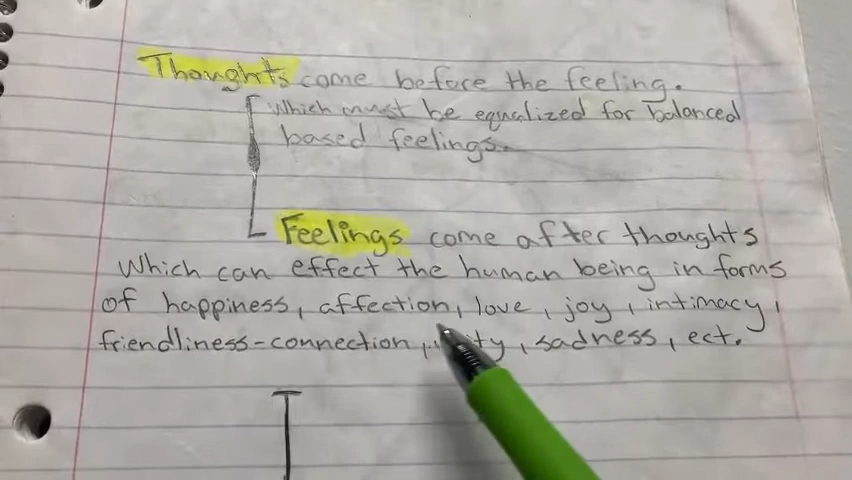 Thoughts come before the feeling.
which must be equalized for balanced
based feelings.
Feelings come after thoughts
which can effect the human being in forms
of happiness, affection, love, joy, intimacy,
friendliness-connection, , sadness, ect.